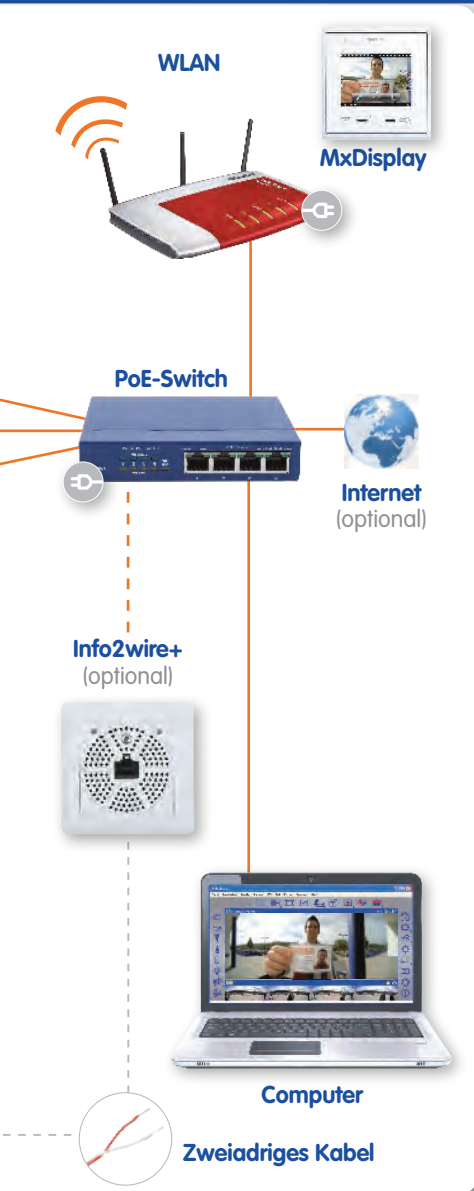 WLAN
MxDisplay
PoE-Switch
Internet
(optional)
Info2wire+
(optional)
Computer
Zweiadriges Kabel